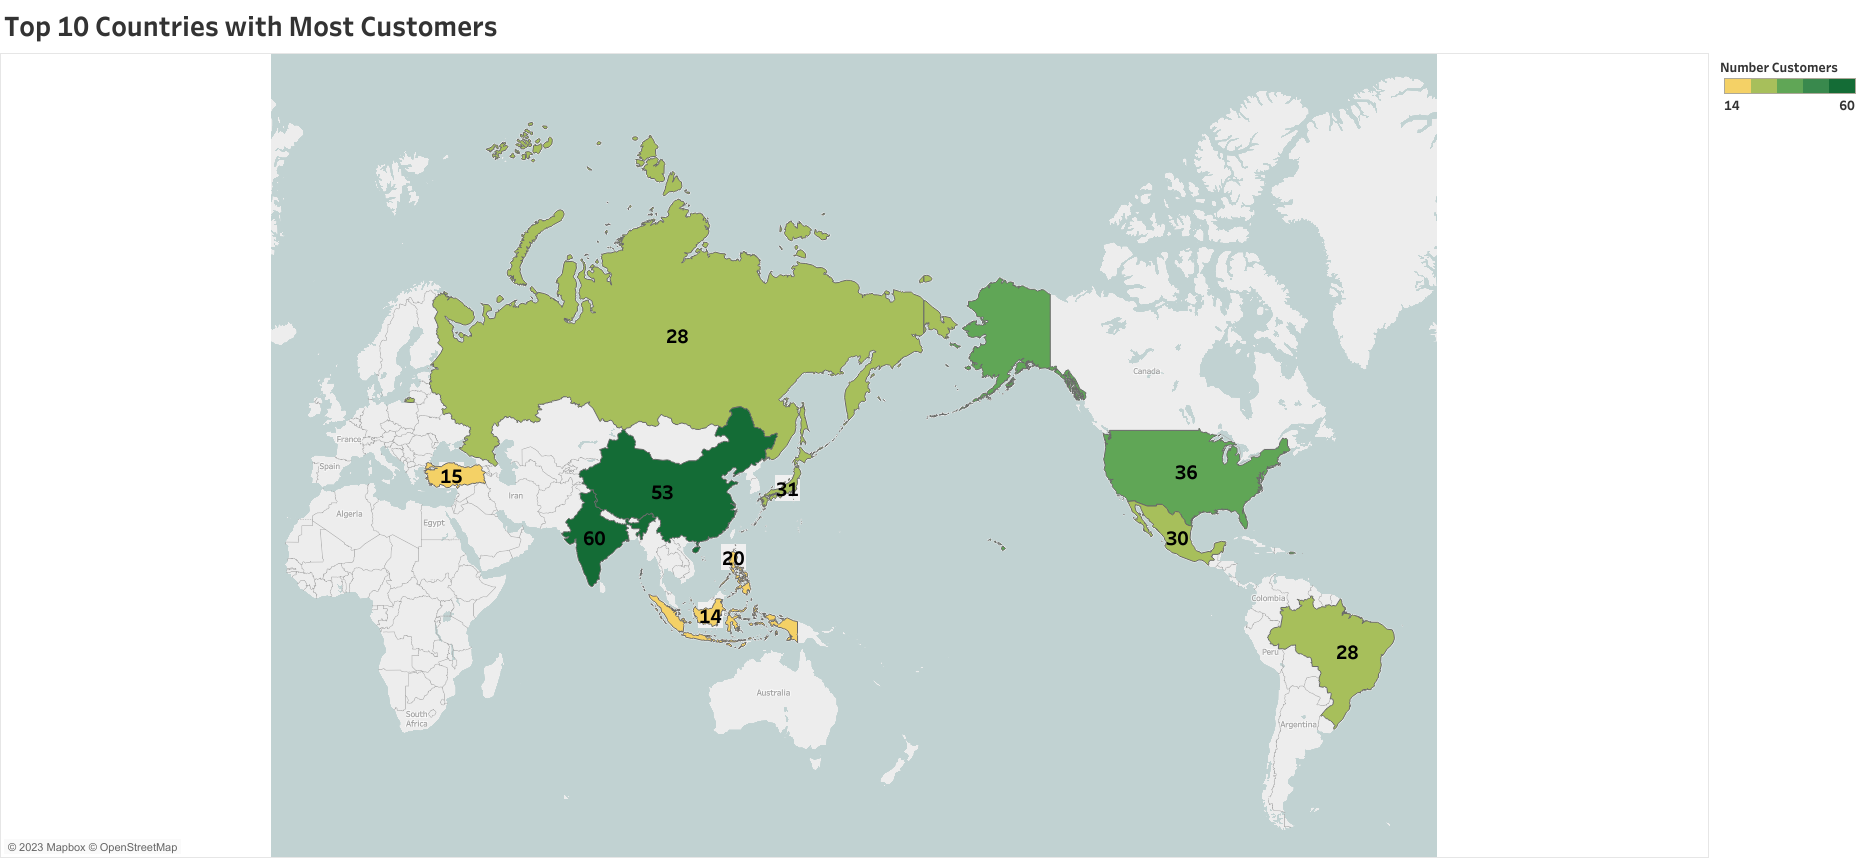 Top 10 Countries with Most Customers
Number Customers
14
60
28
Canada
France
Spain
15
Iran
Algeria
Egypt
53
31
60
20
14
36
30
Colombia
Peru
28
Australia
South
Africa
Argentina
© 2023 Mapbox © OpenStreetMap